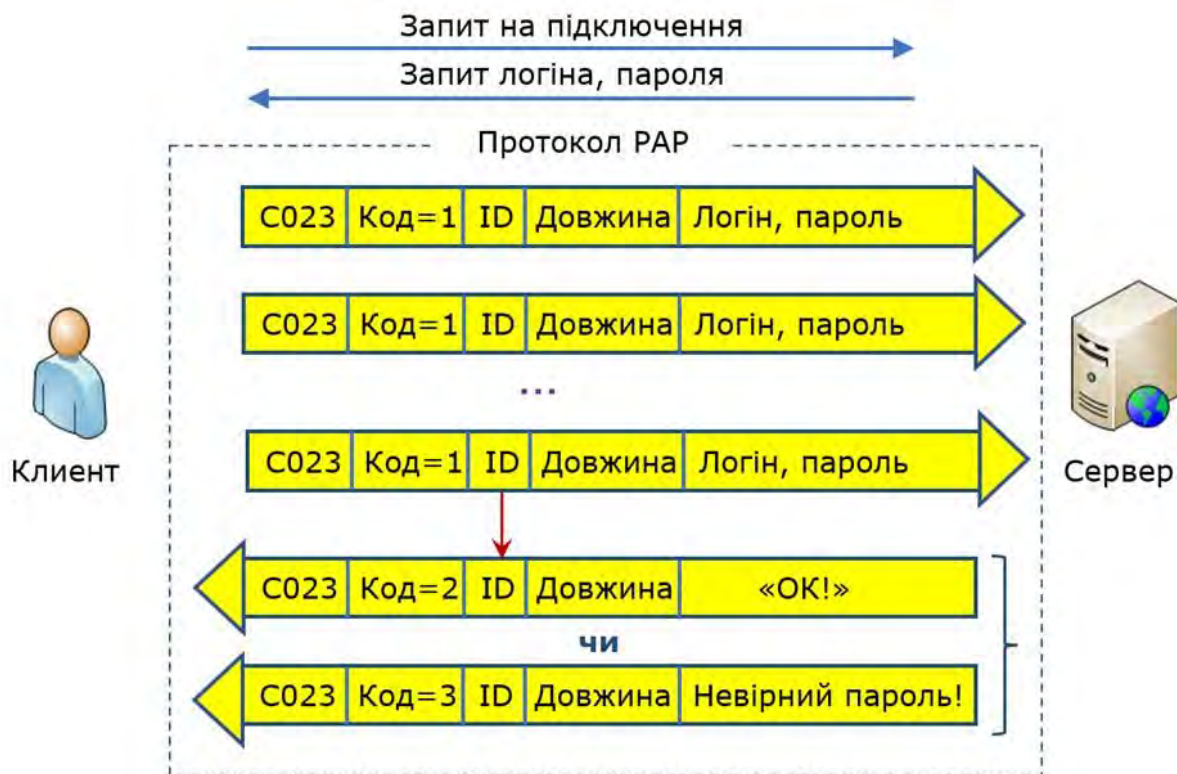 Запит на підключення
Запит логіна, пароля
Протокол PAP
C023 Код=1 ID Довжина Логін, пароль
C023 Код=1 ID Довжина Логін, пароль
...
C023 Код=1 ID Довжина Логін, пароль
Клиент
Сервер
C023 Код=2 ID Довжина «ОК!»
чи
C023 Код=3 ID Довжина Невірний пароль!